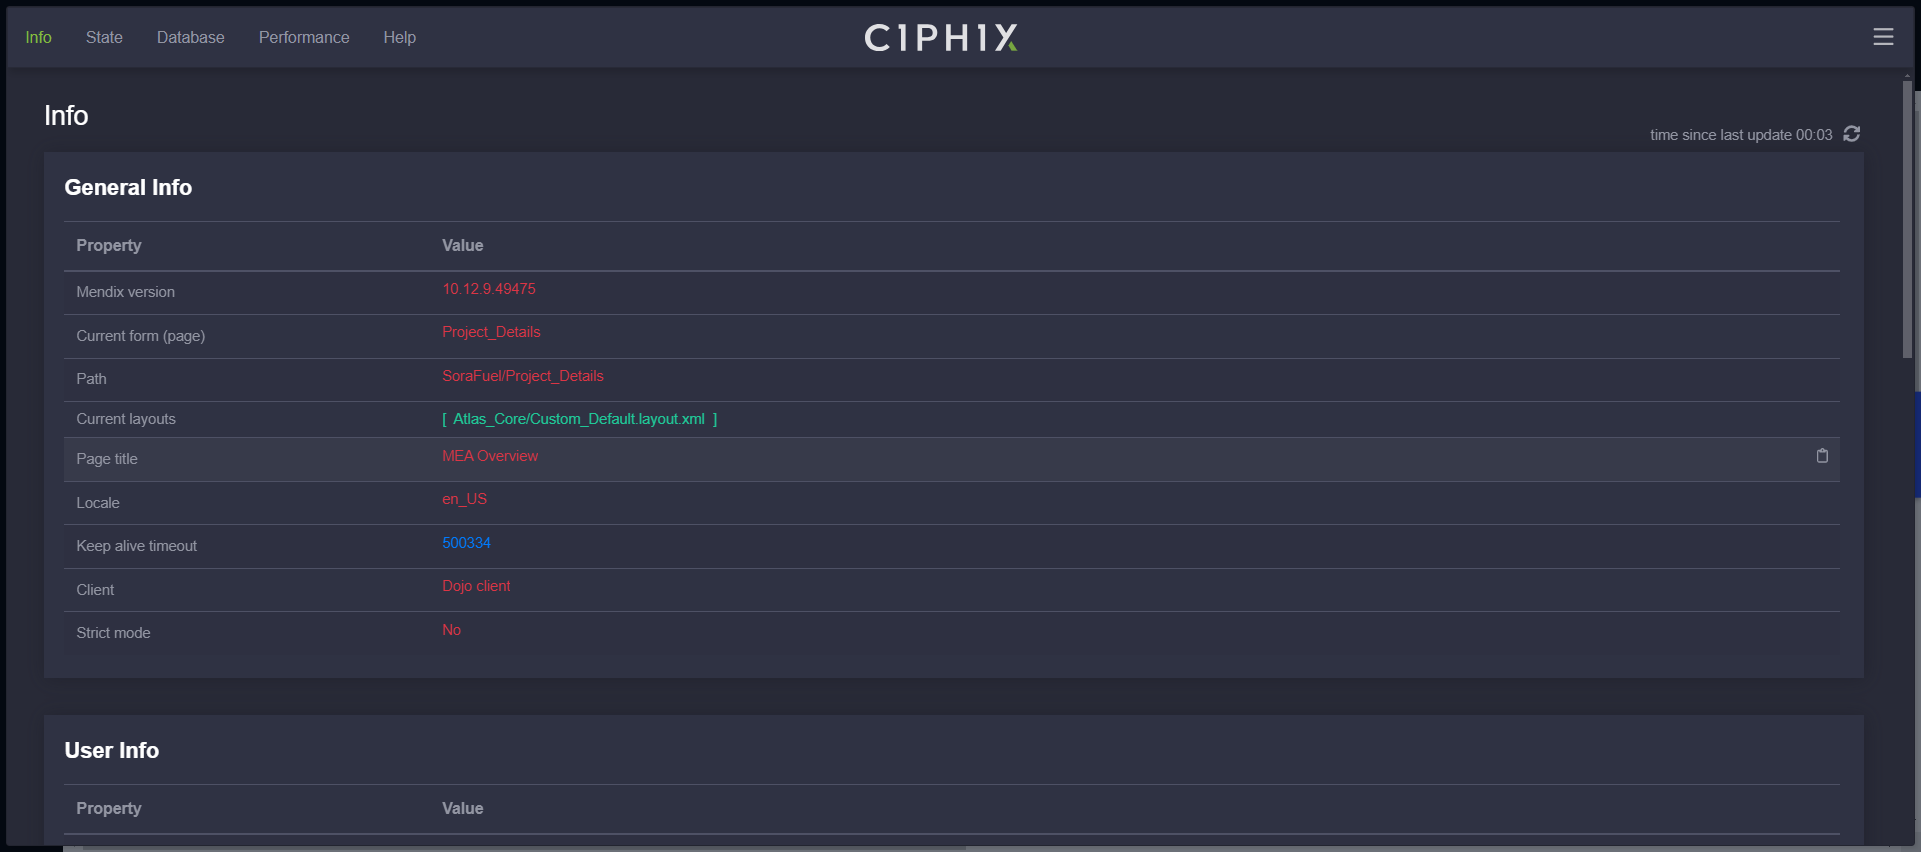 Info State Database Performance Help C1PH1X
Info
time since last update 00:03
General Info
Property Value
Mendix version 10.12.9.49475
Current form (page) Project_Details
Path SoraFuel/Project_Details
Current layouts [ Atlas_Core/Custom_Default.layout.xml ]
Page title MEA Overview
Locale en_US
Keep alive timeout 500334
Client Dojo client
Strict mode No
User Info
Property Value